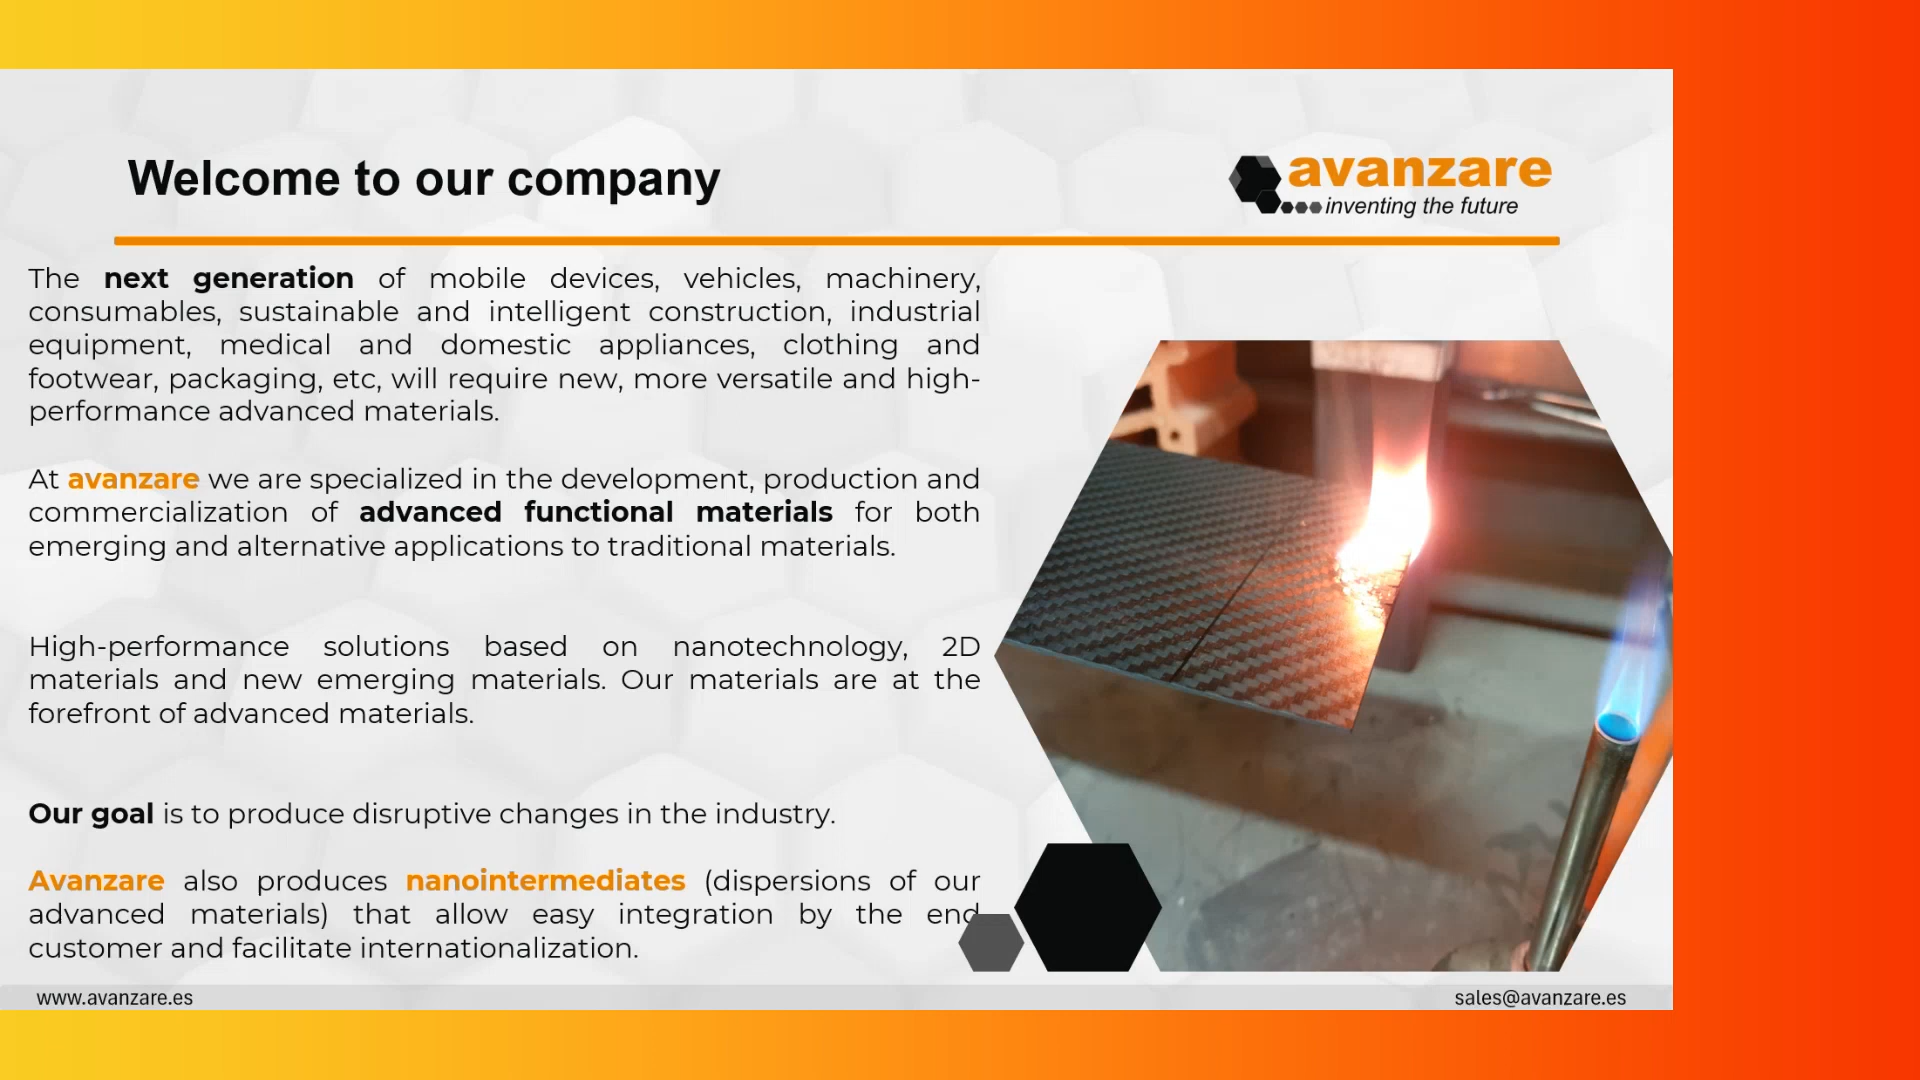 Welcome to our company
avanzare
inventing the future
The next generation of mobile devices, vehicles, machinery,
consumables, sustainable and intelligent construction, industrial
equipment, medical and domestic appliances, clothing and
footwear, packaging, etc, will require new, more versatile and high-
performance advanced materials.
At avanzare we are specialized in the development, production and
commercialization of advanced functional materials for both
emerging and alternative applications to traditional materials.
High-performance solutions based on nanotechnology, 2D
materials and new emerging materials. Our materials are at the
forefront of advanced materials.
Our goal is to produce disruptive changes in the industry.
Avanzare also produces nanointermediates (dispersions of our
advanced materials) that allow easy integration by the end
customer and facilitate internationalization.
www.avanzare.es
sales@avanzare.es